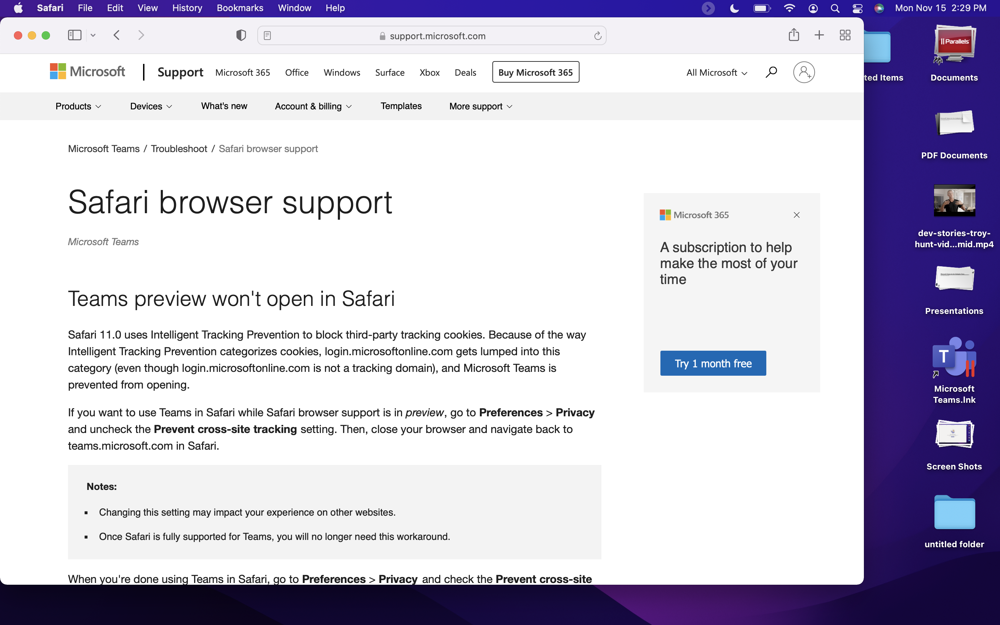 Safari File Edit View History Bookmarks Window Help Mon Nov 15 2:29 PM
support.microsoft.com
Microsoft Support Microsoft 365 Office Windows Surface Xbox Deals Buy Microsoft 365 All Microsoft
Products Devices What's new Account & billing Templates More support
Microsoft Teams / Troubleshoot / Safari browser support
Safari browser support
Microsoft Teams
Teams preview won't open in Safari
Safari 11.0 uses Intelligent Tracking Prevention to block third-party tracking cookies. Because of the way
Intelligent Tracking Prevention categorizes cookies, login.microsoftonline.com gets lumped into this
category (even though login.microsoftonline.com is not a tracking domain), and Microsoft Teams is
prevented from opening.
If you want to use Teams in Safari while Safari browser support is in preview, go to Preferences > Privacy
and uncheck the Prevent cross-site tracking setting. Then, close your browser and navigate back to
teams.microsoft.com in Safari.
Notes:
▪ Changing this setting may impact your experience on other websites.
▪ Once Safari is fully supported for Teams, you will no longer need this workaround.
When you're done using Teams in Safari, go to Preferences > Privacy and check the Prevent cross-site
Microsoft 365
A subscription to help
make the most of your
time
Try 1 month free
ted Items
Parallels
Documents
PDF Documents
dev-stories-troy-
hunt-vid...mid.mp4
Presentations
T
Microsoft
Teams.lnk
Screen Shots
untitled folder